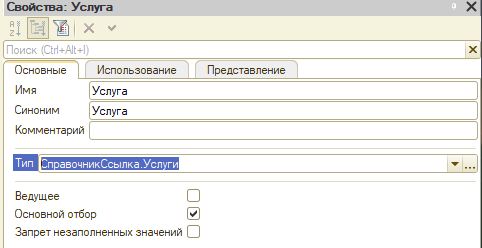 Свойства: Услуга
Поиск (Ctrl+Alt+I)
Основные Использование Представление
Имя Услуга
Синоним Услуга
Комментарий
Тип СправочникСсылка.Услуги
Ведущее
Основной отбор
Запрет незаполненных значений